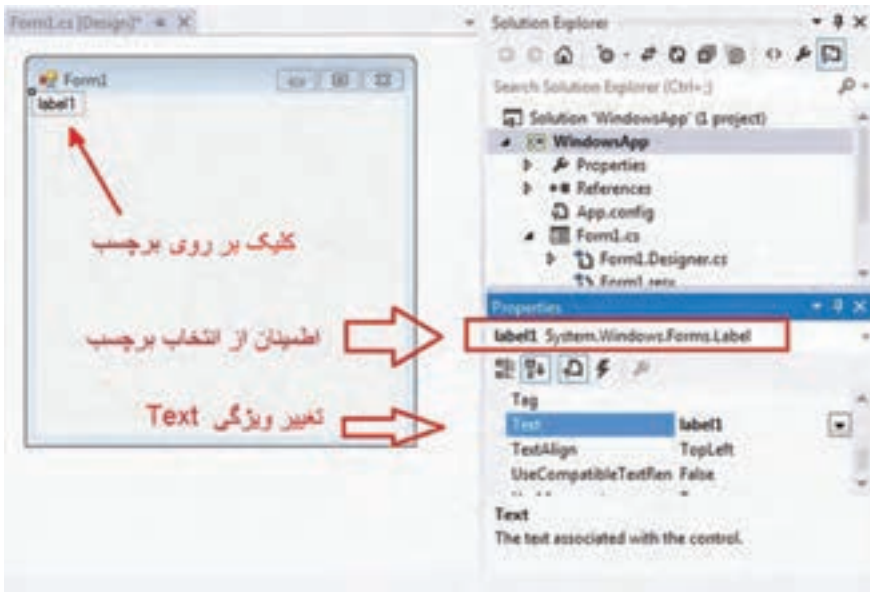 Form1.cs [Design]*
Form1
label1
کلیک بر روی برچسب
اطمینان از انتخاب برچسب
تغییر ویژگی Text
Solution Explorer
Search Solution Explorer (Ctrl+;)
Solution 'WindowsApp' (1 project)
WindowsApp
Properties
References
App.config
Form1.cs
Form1.Designer.cs
Form1.resx
Properties
label1 System.Windows.Forms.Label
Tag
Text label1
TextAlign TopLeft
UseCompatibleTextRen False
Text
The text associated with the control.